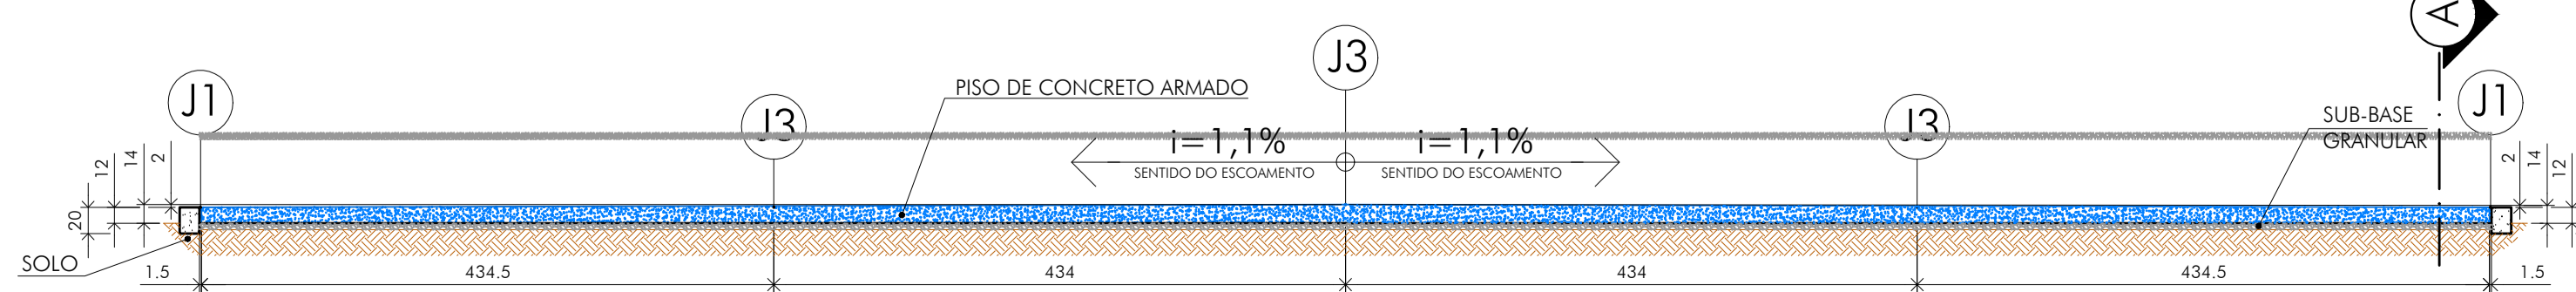 A
J3
J1
J3
J3
J1
PISO DE CONCRETO ARMADO
SUB-BASE
GRANULAR
i=1,1%
i=1,1%
SENTIDO DO ESCOAMENTO
SENTIDO DO ESCOAMENTO
20
12
14
2
2
14
12
SOLO
1.5
434.5
434
434
434.5
1.5